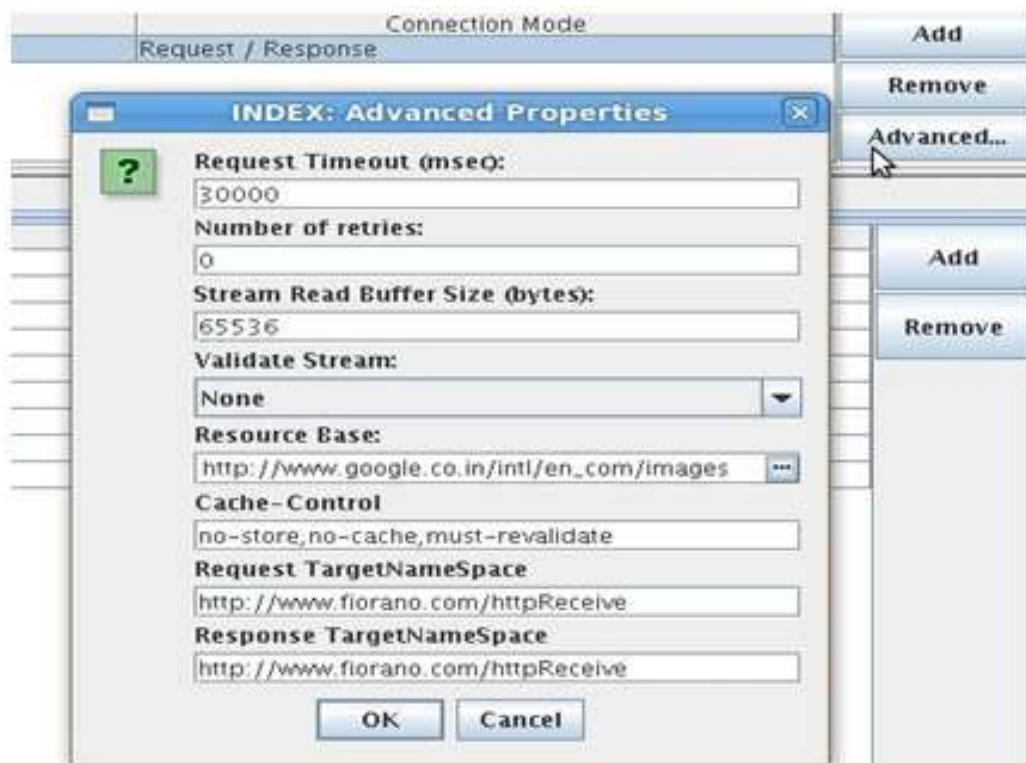 Connection Mode
Add
Request / Response
Remove
INDEX: Advanced Properties
Advanced...
?
Request Timeout (msec):
30000
Number of retries:
0
Add
Stream Read Buffer Size (bytes):
65536
Remove
Validate Stream:
None
Resource Base:
http://www.google.co.in/intl/en_com/images
...
Cache-Control
no-store,no-cache,must-revalidate
Request TargetNameSpace
http://www.fiorano.com/httpReceive
Response TargetNameSpace
http://www.fiorano.com/httpReceive
OK
Cancel